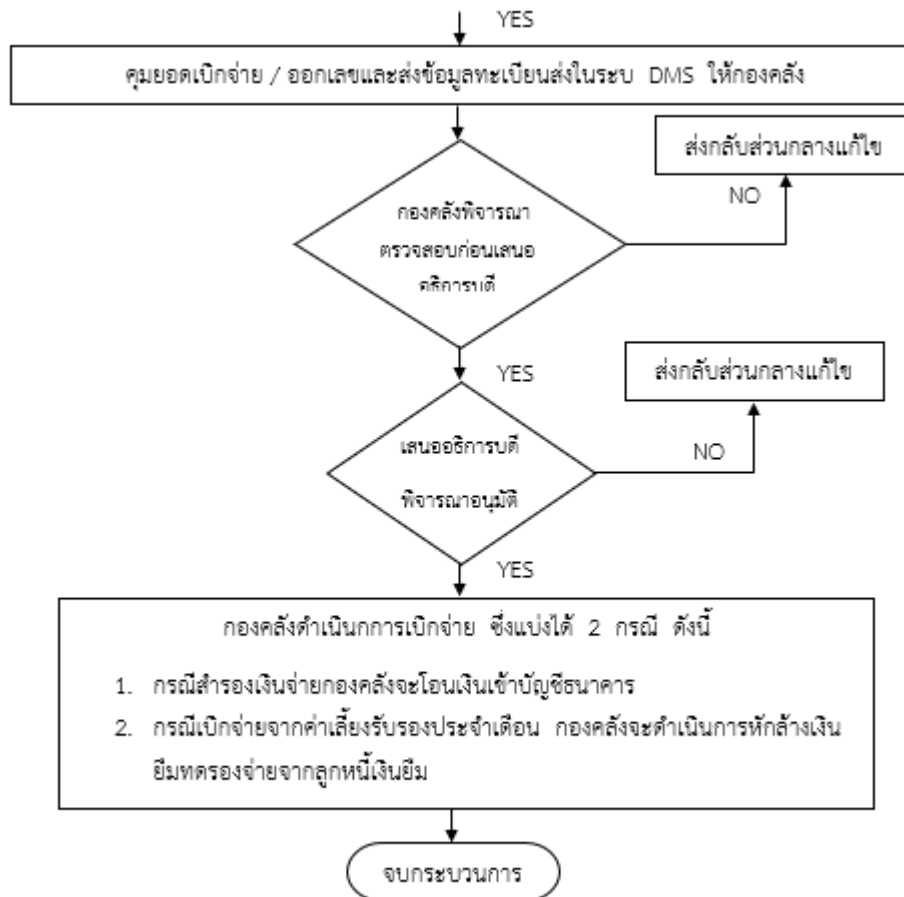 YES
คุมยอดเบิกจ่าย / ออกเลขและส่งข้อมูลทะเบียนส่งในระบ DMS ให้กองคลัง
ส่งกลับส่วนกลางแก้ไข
NO
กองคลังพิจารณา
ตรวจสอบก่อนเสนอ
อธิการบดี
YES
ส่งกลับส่วนกลางแก้ไข
NO
เสนออธิการบดี
พิจารณาอนุมัติ
YES
กองคลังดำเนินกการเบิกจ่าย ซึ่งแบ่งได้ 2 กรณี ดังนี้
1. กรณีสำรองเงินจ่ายกองคลังจะโอนเงินเข้าบัญชีธนาคาร
2. กรณีเบิกจ่ายจากค่าเลี้ยงรับรองประจำเดือน กองคลังจะดำเนินการหักล้างเงิน
ยืมทดรองจ่ายจากลูกหนี้เงินยืม
จบกระบวนการ